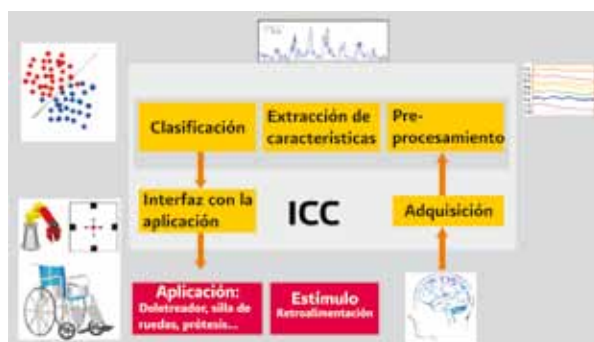 Clasificación
Extracción de
características
Pre-
procesamiento
Interfaz con la
aplicación
ICC
Adquisición
Aplicación:
Deletreador, silla de
ruedas, prótesis...
Estímulo
Retroalimentación